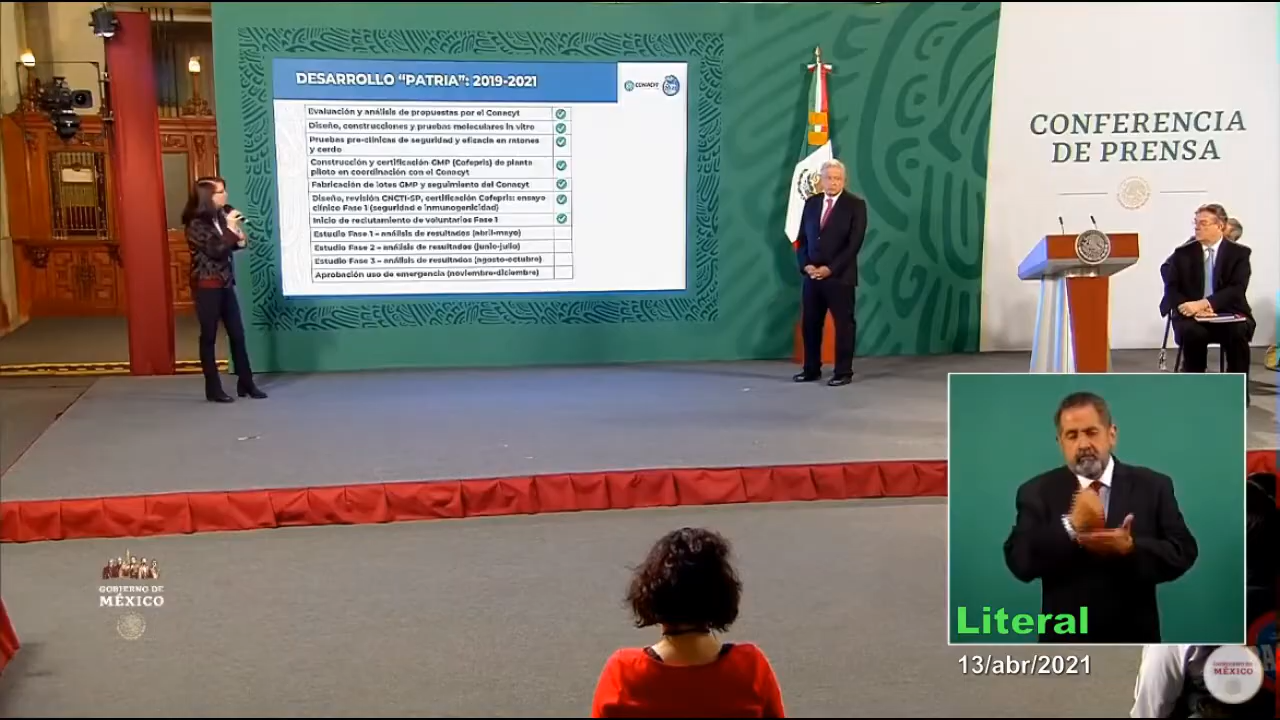 DESARROLLO “PATRIA”: 2019-2021
CONACYT
Evaluación y análisis de propuestas por el Conacyt
Diseño, construcciones y pruebas moleculares in vitro
Pruebas pre-clínicas de seguridad y eficacia en ratones
y cerdo
Construcción y certificación GMP (Cofepris) de planta
piloto en coordinación con el Conacyt
Fabricación de lotes GMP y seguimiento del Conacyt
Diseño, revisión CNCTI-SP, certificación Cofepris: ensayo
clínico Fase 1 (seguridad e inmunogenicidad)
Inicio de reclutamiento de voluntarios Fase 1
Estudio Fase 1 – análisis de resultados (abril-mayo)
Estudio Fase 2 – análisis de resultados (junio-julio)
Estudio Fase 3 – análisis de resultados (agosto-octubre)
Aprobación uso de emergencia (noviembre-diciembre)
CONFERENCIA
DE PRENSA
GOBIERNO DE
MÉXICO
Literal
13/abr/2021
GOBIERNO DE
MÉXICO